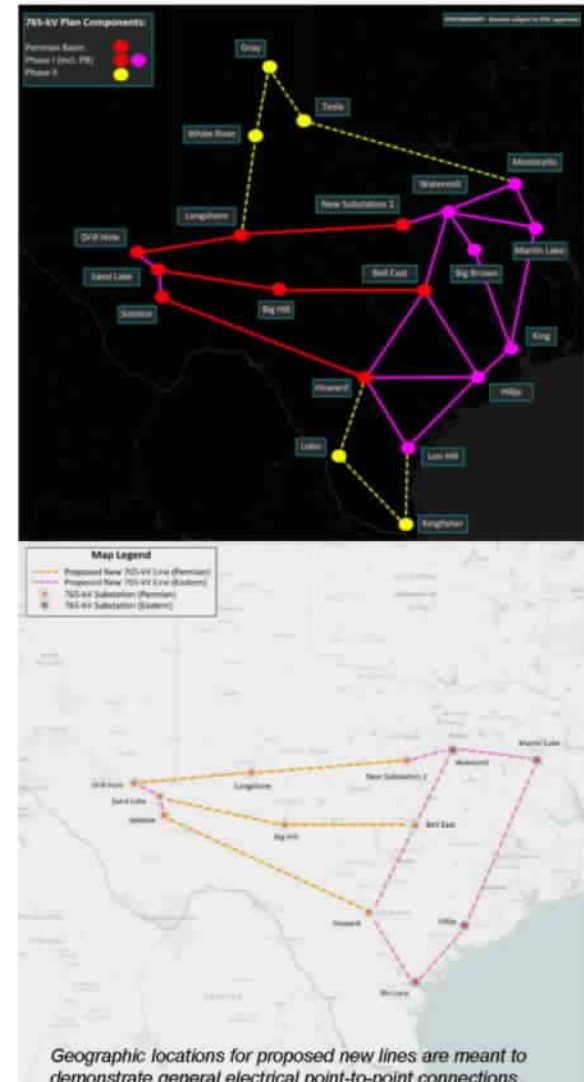 765-kV Plan Components:
Permian Basin
Phase I (incl. PB)
Phase II
Gray
Tesla
White River
Monticello
Watermill
New Substation 2
Longshore
Drill Hole
Martin Lake
Sand Lake
Bell East
Big Brown
Solstice
Big Hill
King
Howard
Hillje
Lobo
Lon Hill
Kingfisher
Map Legend
Proposed New 765-kV Line (Permian)
Proposed New 765-kV Line (Eastern)
765-kV Substation (Permian)
765-kV Substation (Eastern)
Martin Lake
New Substation 2
Watermill
Drill Hole
Longshore
Sand Lake
Solstice
Big Hill
Bell East
Howard
Hillje
Geographic locations for proposed new lines are meant to
demonstrate general electrical point-to-point connections